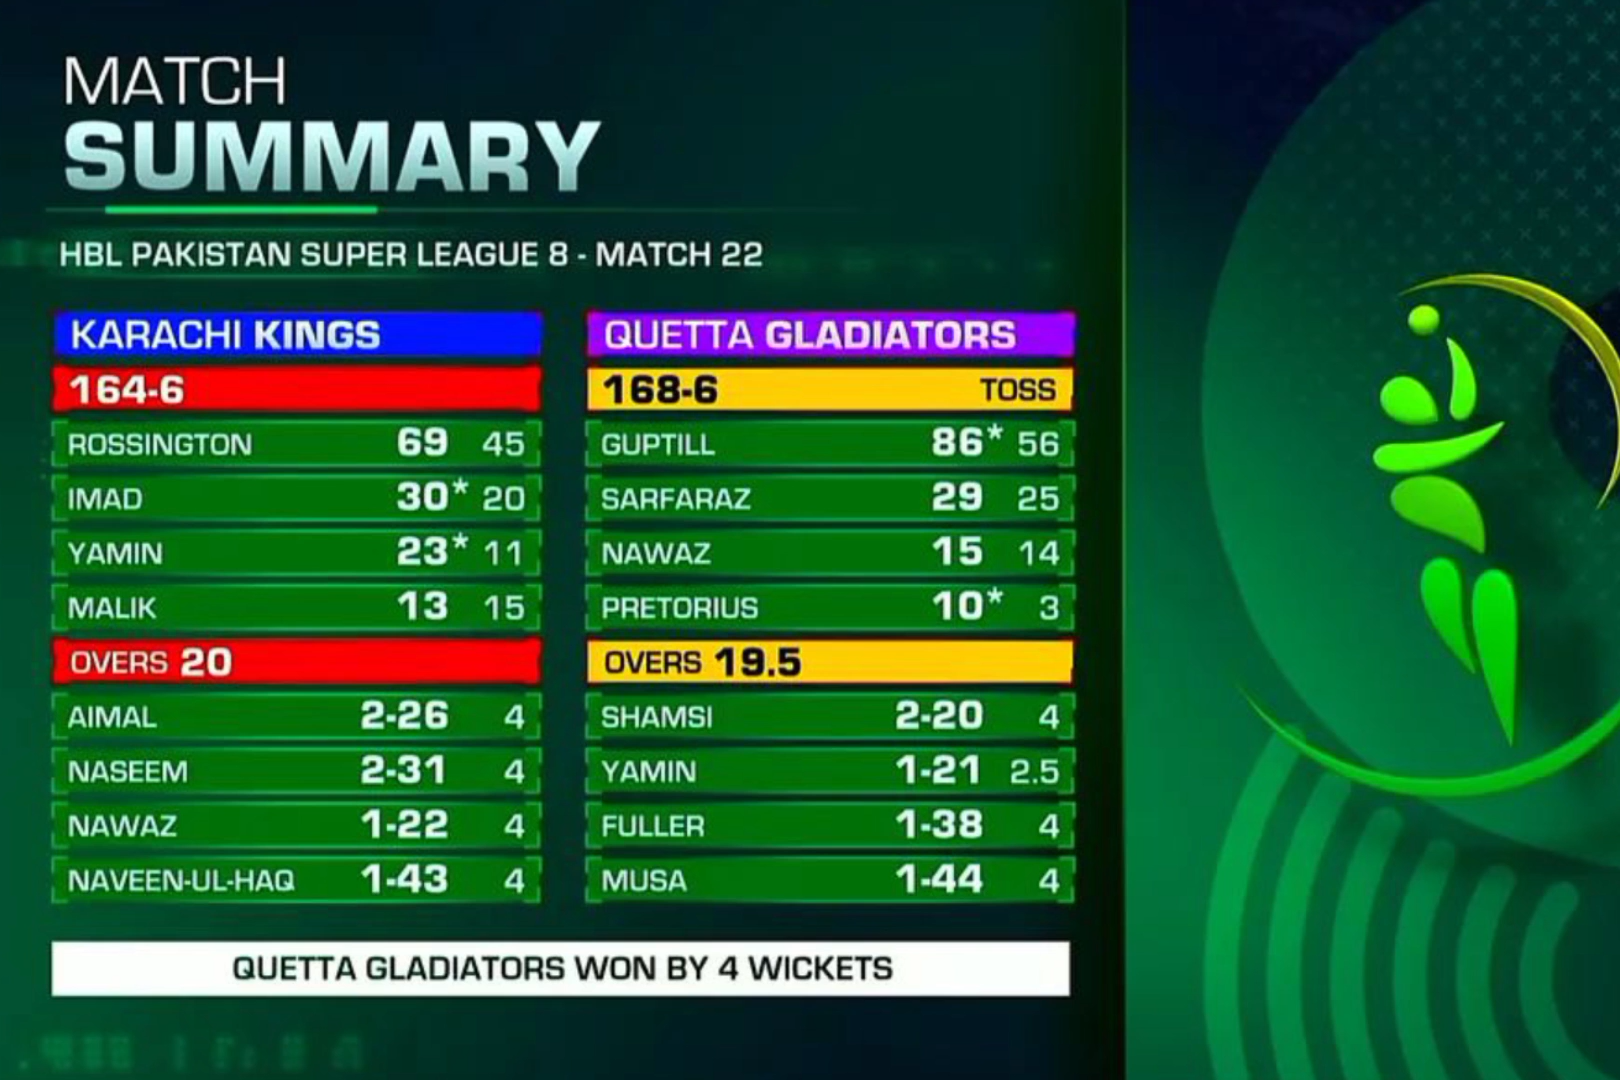 MATCH
SUMMARY
HBL PAKISTAN SUPER LEAGUE 8 - MATCH 22
KARACHI KINGS
164-6
ROSSINGTON 69 45
IMAD 30* 20
YAMIN 23* 11
MALIK 13 15
OVERS 20
AIMAL 2-26 4
NASEEM 2-31 4
NAWAZ 1-22 4
NAVEEN-UL-HAQ 1-43 4
QUETTA GLADIATORS
168-6 TOSS
GUPTILL 86* 56
SARFARAZ 29 25
NAWAZ 15 14
PRETORIUS 10* 3
OVERS 19.5
SHAMSI 2-20 4
YAMIN 1-21 2.5
FULLER 1-38 4
MUSA 1-44 4
QUETTA GLADIATORS WON BY 4 WICKETS